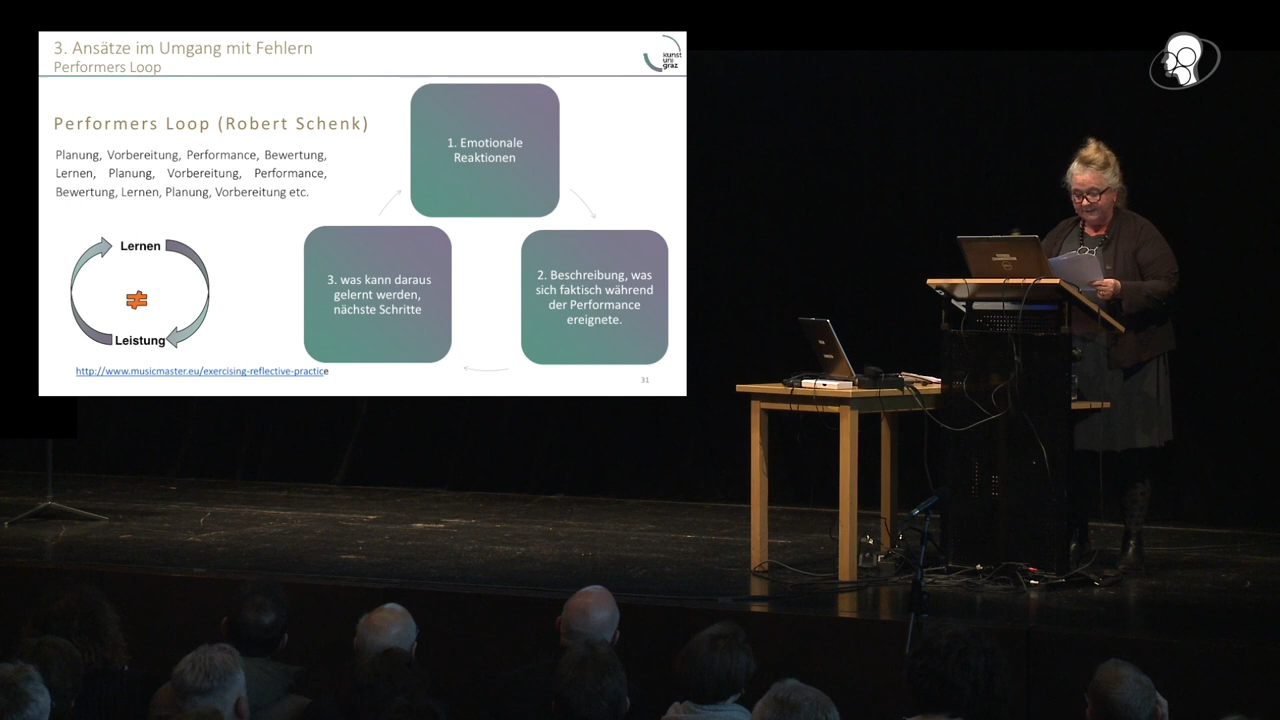 3. Ansätze im Umgang mit Fehlern
Performers Loop
kunst
uni
graz
Performers Loop (Robert Schenk)
Planung, Vorbereitung, Performance, Bewertung,
Lernen, Planung, Vorbereitung, Performance,
Bewertung, Lernen, Planung, Vorbereitung etc.
1. Emotionale
Reaktionen
2. Beschreibung, was
sich faktisch während
der Performance
ereignete.
3. was kann daraus
gelernt werden,
nächste Schritte
Lernen
≠
Leistung
http://www.musicmaster.eu/exercising-reflective-practice
31